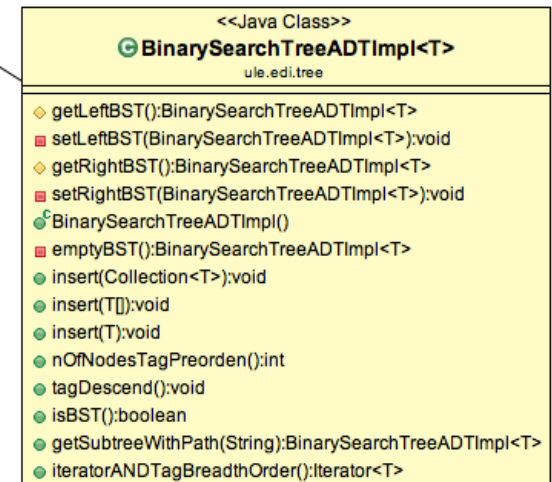 <<Java Class>>
BinarySearchTreeADTImpl<T>
ule.edi.tree
getLeftBST():BinarySearchTreeADTImpl<T>
setLeftBST(BinarySearchTreeADTImpl<T>):void
getRightBST():BinarySearchTreeADTImpl<T>
setRightBST(BinarySearchTreeADTImpl<T>):void
BinarySearchTreeADTImpl()
emptyBST():BinarySearchTreeADTImpl<T>
insert(Collection<T>):void
insert(T[]):void
insert(T):void
nOfNodesTagPreorden():int
tagDescend():void
isBST():boolean
getSubtreeWithPath(String):BinarySearchTreeADTImpl<T>
iteratorANDTagBreadthOrder():Iterator<T>